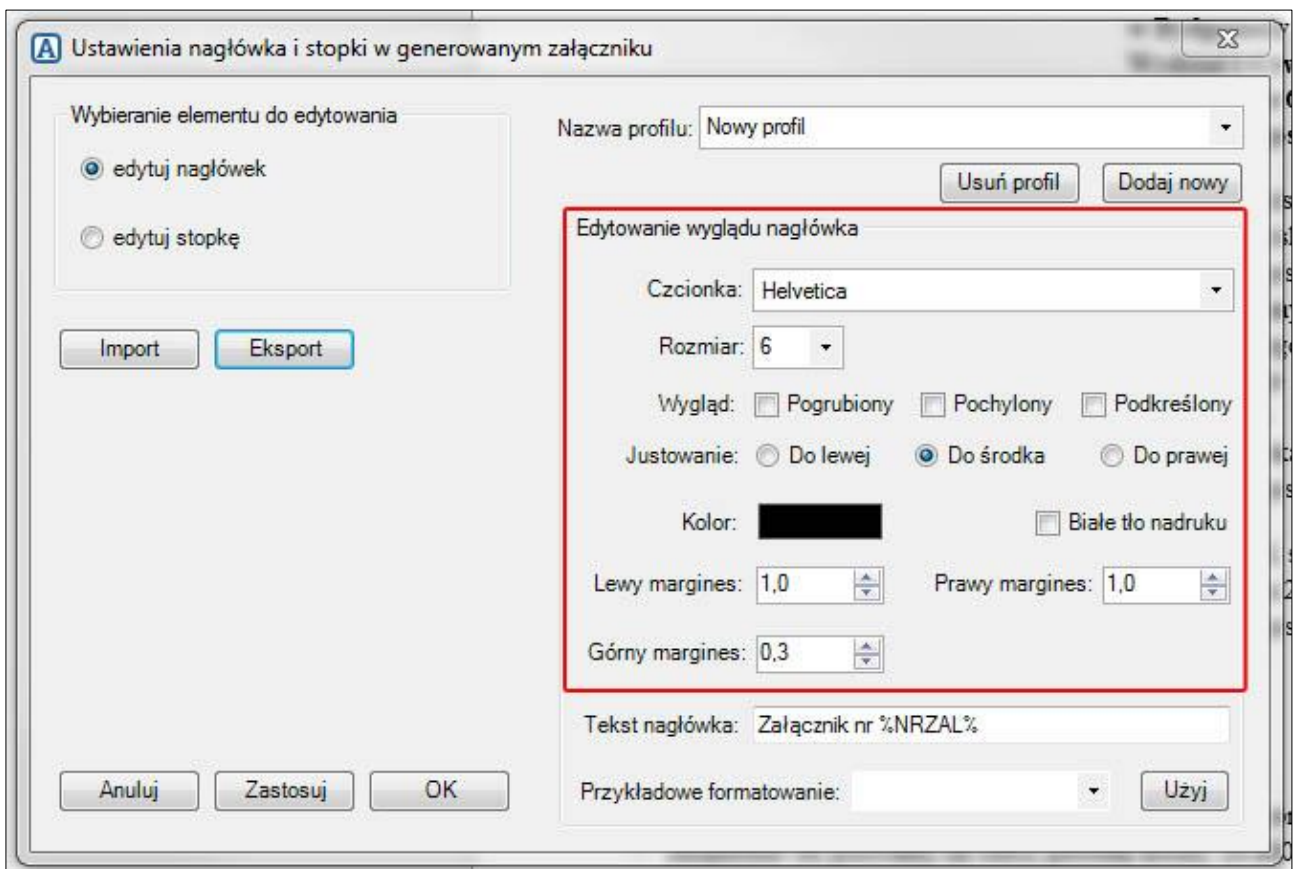 A Ustawienia nagłówka i stopki w generowanym załączniku
Wybieranie elementu do edytowania
edytuj nagłówek
edytuj stopkę
Import Eksport
Anuluj Zastosuj OK
Nazwa profilu: Nowy profil
Usuń profil Dodaj nowy
Edytowanie wyglądu nagłówka
Czcionka: Helvetica
Rozmiar: 6
Wygląd: Pogrubiony Pochylony Podkreślony
Justowanie: Do lewej Do środka Do prawej
Kolor: Białe tło nadruku
Lewy margines: 1,0 Prawy margines: 1,0
Górny margines: 0,3
Tekst nagłówka: Załącznik nr %NRZAL%
Przykładowe formatowanie: Użyj